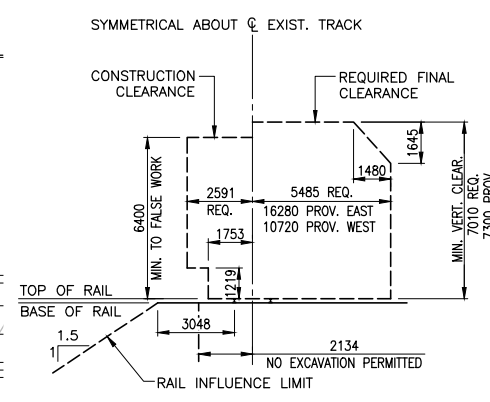 SYMMETRICAL ABOUT ℄ EXIST. TRACK
CONSTRUCTION
CLEARANCE
REQUIRED FINAL
CLEARANCE
1645
1480
2591
REQ.
5485 REQ.
16280 PROV. EAST
10720 PROV. WEST
1753
6400
MIN. TO FALSE WORK
MIN. VERT. CLEAR.
7010 REQ.
7300 PROV.
1219
TOP OF RAIL
BASE OF RAIL
3048
1.5
1
2134
NO EXCAVATION PERMITTED
RAIL INFLUENCE LIMIT